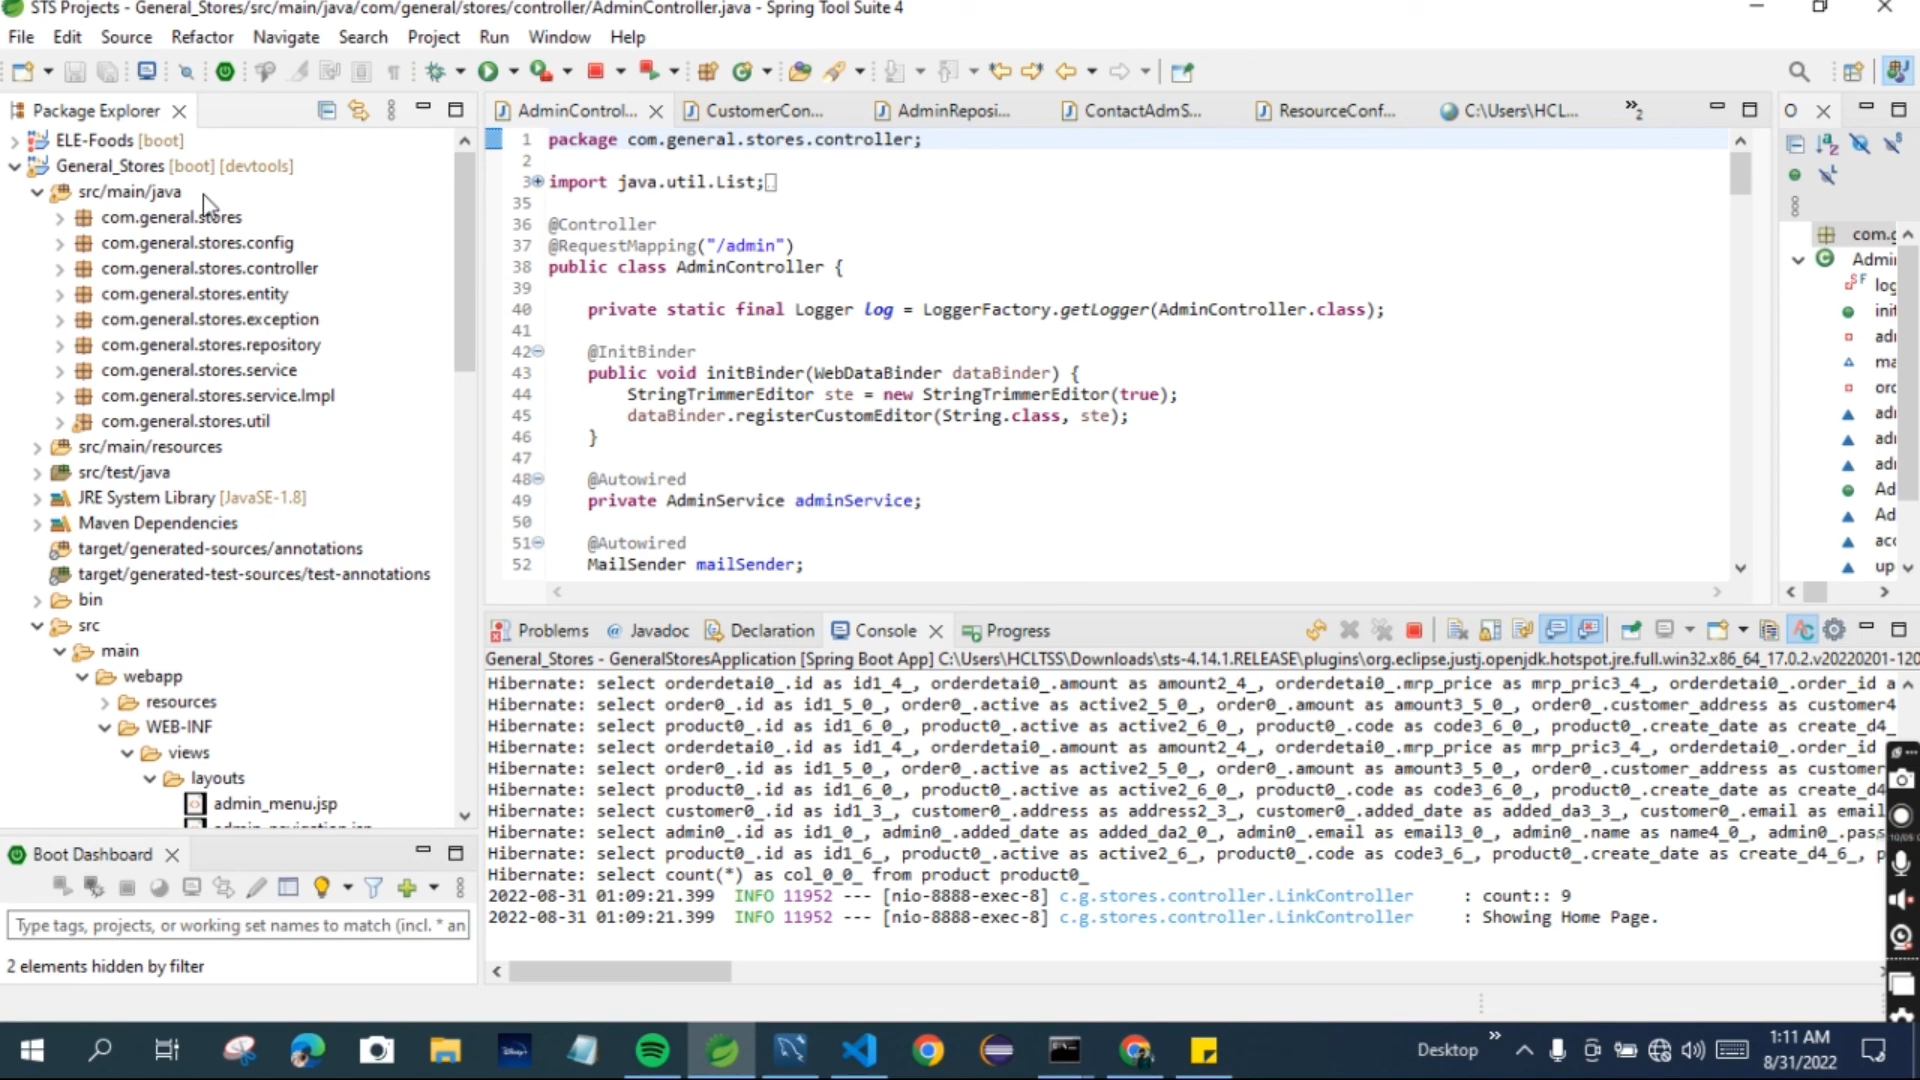 STS Projects - General_Stores/src/main/java/com/general/stores/controller/AdminController.java - Spring Tool Suite 4
File Edit Source Refactor Navigate Search Project Run Window Help
Package Explorer
ELE-Foods [boot]
General_Stores [boot] [devtools]
src/main/java
com.general.stores
com.general.stores.config
com.general.stores.controller
com.general.stores.entity
com.general.stores.exception
com.general.stores.repository
com.general.stores.service
com.general.stores.service.Impl
com.general.stores.util
src/main/resources
src/test/java
JRE System Library [JavaSE-1.8]
Maven Dependencies
target/generated-sources/annotations
target/generated-test-sources/test-annotations
bin
src
main
webapp
resources
WEB-INF
views
layouts
admin_menu.jsp
Boot Dashboard
Type tags, projects, or working set names to match (incl. * an
2 elements hidden by filter
AdminControl... CustomerCon... AdminReposi... ContactAdmS... ResourceConf... C:\Users\HCL... »2
1 package com.general.stores.controller;
2
3 import java.util.List;
35
36 @Controller
37 @RequestMapping("/admin")
38 public class AdminController {
39
40 private static final Logger log = LoggerFactory.getLogger(AdminController.class);
41
42 @InitBinder
43 public void initBinder(WebDataBinder dataBinder) {
44 StringTrimmerEditor ste = new StringTrimmerEditor(true);
45 dataBinder.registerCustomEditor(String.class, ste);
46 }
47
48 @Autowired
49 private AdminService adminService;
50
51 @Autowired
52 MailSender mailSender;
O
com.g
Admi
log
init
adı
ma
orc
adı
adı
adı
Ad
Ad
acc
up
Problems Javadoc Declaration Console Progress
General_Stores - GeneralStoresApplication [Spring Boot App] C:\Users\HCLTSS\Downloads\sts-4.14.1.RELEASE\plugins\org.eclipse.justj.openjdk.hotspot.jre.full.win32.x86_64_17.0.2.v20220201-120
Hibernate: select orderdetai0_.id as id1_4_, orderdetai0_.amount as amount2_4_, orderdetai0_.mrp_price as mrp_pric3_4_, orderdetai0_.order_id a
Hibernate: select order0_.id as id1_5_0_, order0_.active as active2_5_0_, order0_.amount as amount3_5_0_, order0_.customer_address as customer4
Hibernate: select product0_.id as id1_6_0_, product0_.active as active2_6_0_, product0_.code as code3_6_0_, product0_.create_date as create_d4_
Hibernate: select orderdetai0_.id as id1_4_, orderdetai0_.amount as amount2_4_, orderdetai0_.mrp_price as mrp_pric3_4_, orderdetai0_.order_id
Hibernate: select order0_.id as id1_5_0_, order0_.active as active2_5_0_, order0_.amount as amount3_5_0_, order0_.customer_address as customer
Hibernate: select product0_.id as id1_6_0_, product0_.active as active2_6_0_, product0_.code as code3_6_0_, product0_.create_date as create_d4
Hibernate: select customer0_.id as id1_3_, customer0_.address as address2_3_, customer0_.added_date as added_da3_3_, customer0_.email as email
Hibernate: select admin0_.id as id1_0_, admin0_.added_date as added_da2_0_, admin0_.email as email3_0_, admin0_.name as name4_0_, admin0_.pass
Hibernate: select product0_.id as id1_6_, product0_.active as active2_6_, product0_.code as code3_6_, product0_.create_date as create_d4_6_, p
Hibernate: select count(*) as col_0_0_ from product product0_
2022-08-31 01:09:21.399 INFO 11952 --- [nio-8888-exec-8] c.g.stores.controller.LinkController : count:: 9
2022-08-31 01:09:21.399 INFO 11952 --- [nio-8888-exec-8] c.g.stores.controller.LinkController : Showing Home Page.
Desktop
1:11 AM
8/31/2022